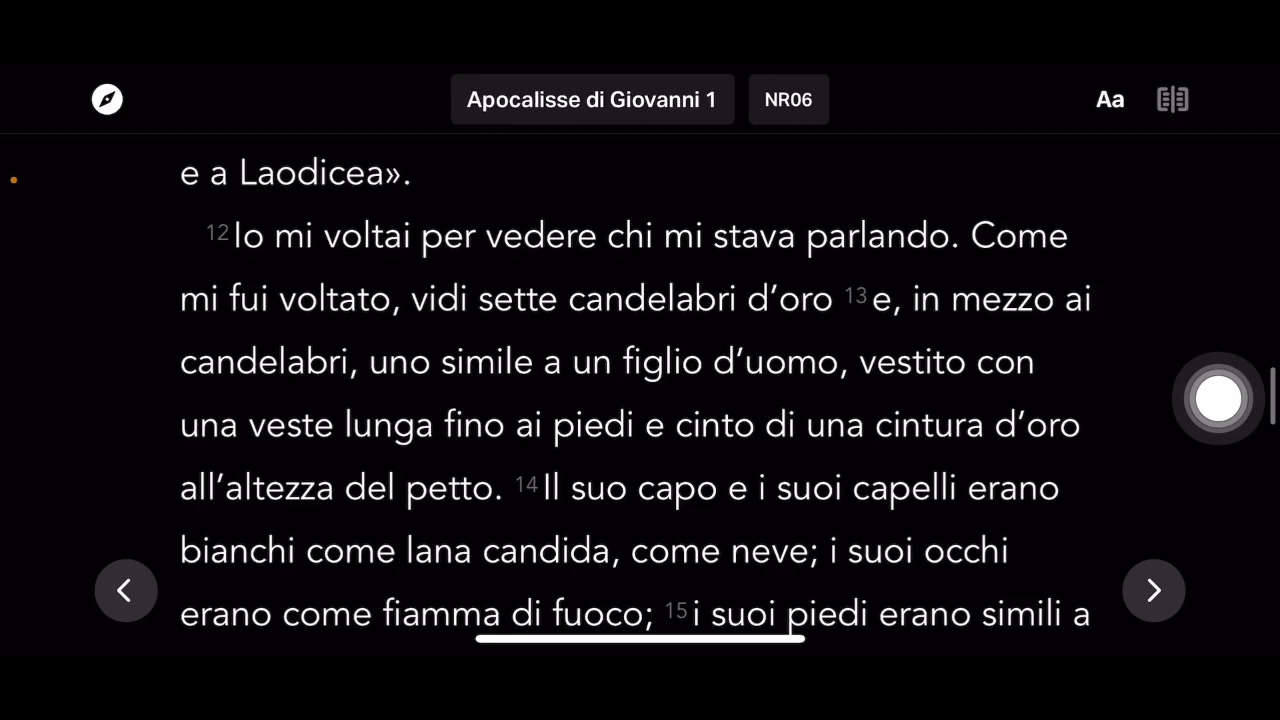 Apocalisse di Giovanni 1 NR06 Aa
e a Laodicea».
12 Io mi voltai per vedere chi mi stava parlando. Come
mi fui voltato, vidi sette candelabri d’oro 13 e, in mezzo ai
candelabri, uno simile a un figlio d’uomo, vestito con
una veste lunga fino ai piedi e cinto di una cintura d’oro
all’altezza del petto. 14 Il suo capo e i suoi capelli erano
bianchi come lana candida, come neve; i suoi occhi
erano come fiamma di fuoco; 15 i suoi piedi erano simili a